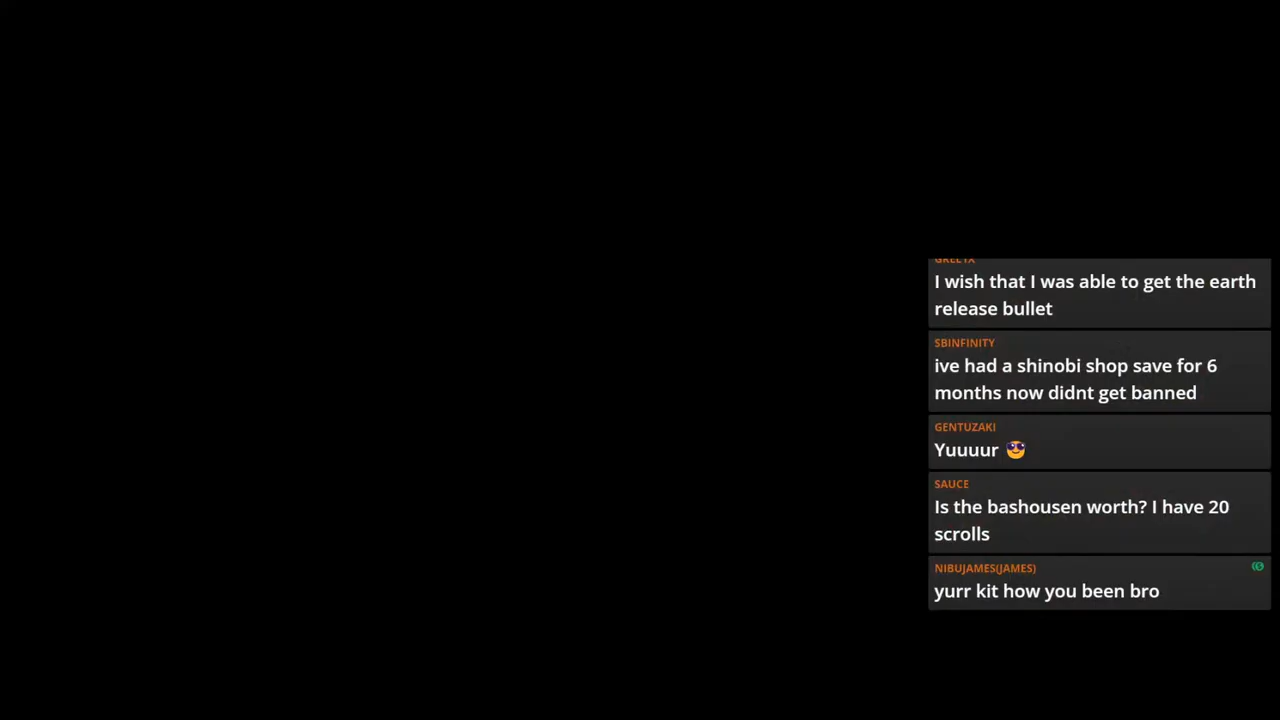 GRELYX
I wish that I was able to get the earth
release bullet
SBINFINITY
ive had a shinobi shop save for 6
months now didnt get banned
GENTUZAKI
Yuuuur 😎
SAUCE
Is the bashousen worth? I have 20
scrolls
NIBUJAMES(JAMES)
yurr kit how you been bro